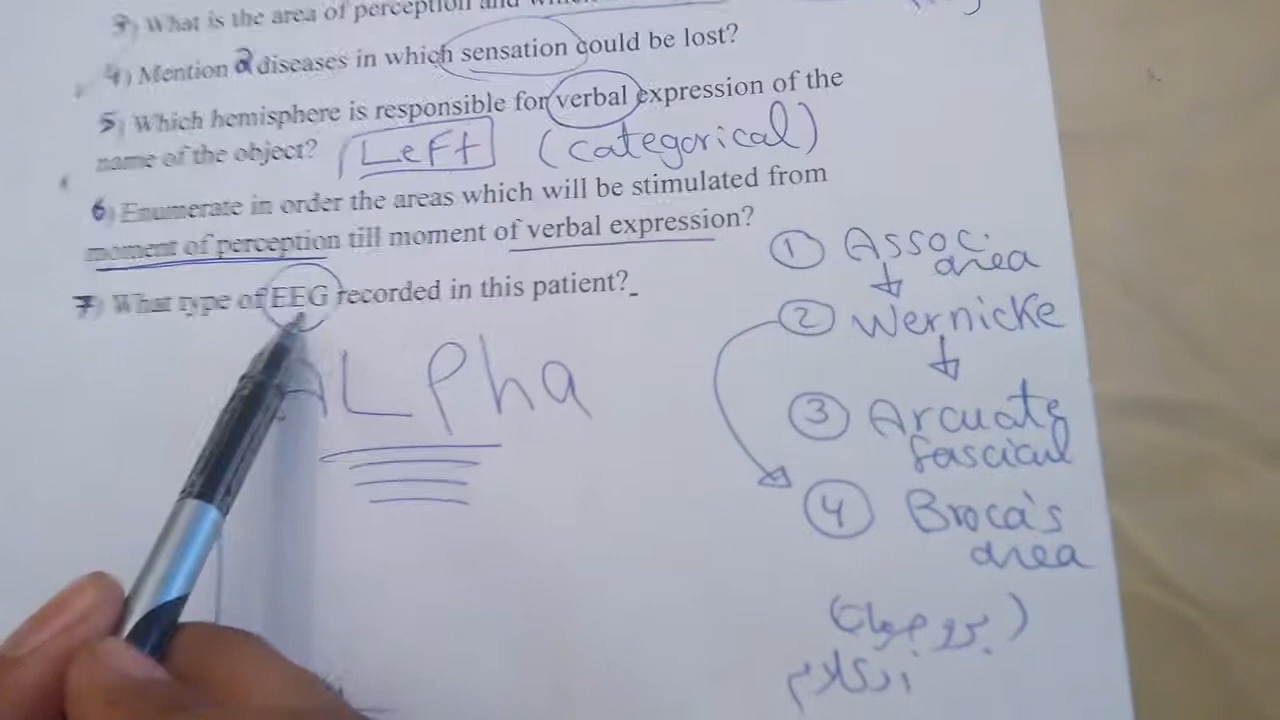 3) What is the area of perception and which
4) Mention 2 diseases in which sensation could be lost?
5) Which hemisphere is responsible for verbal expression of the
name of the object? Left (categorical)
6) Enumerate in order the areas which will be stimulated from
moment of perception till moment of verbal expression?
7) What type of EEG recorded in this patient?
ALPha
① Assoc.
area
② Wernicke
③ Arcuate
fascicul
④ Broca's
area